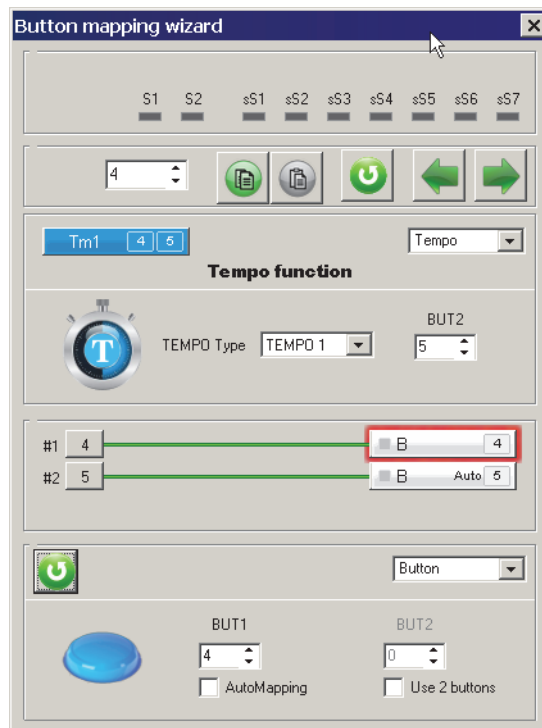 Button mapping wizard
S1 S2 sS1 sS2 sS3 sS4 sS5 sS6 sS7
4
Tm1 4 5 Tempo
Tempo function
BUT2
T TEMPO Type TEMPO 1 5
#1 4 B 4
#2 5 B Auto 5
Button
BUT1 BUT2
4 0
AutoMapping Use 2 buttons